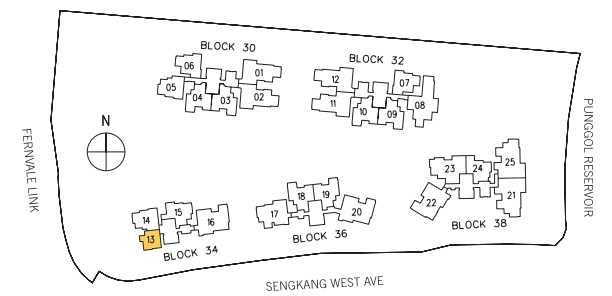 BLOCK 30
06
01
05
04
03
02
BLOCK 32
12
07
11
10
09
08
N
FERNVALE LINK
PUNGGOL RESERVOIR
14
15
16
13
BLOCK 34
18
19
17
20
BLOCK 36
23
24
25
22
21
BLOCK 38
SENGKANG WEST AVE